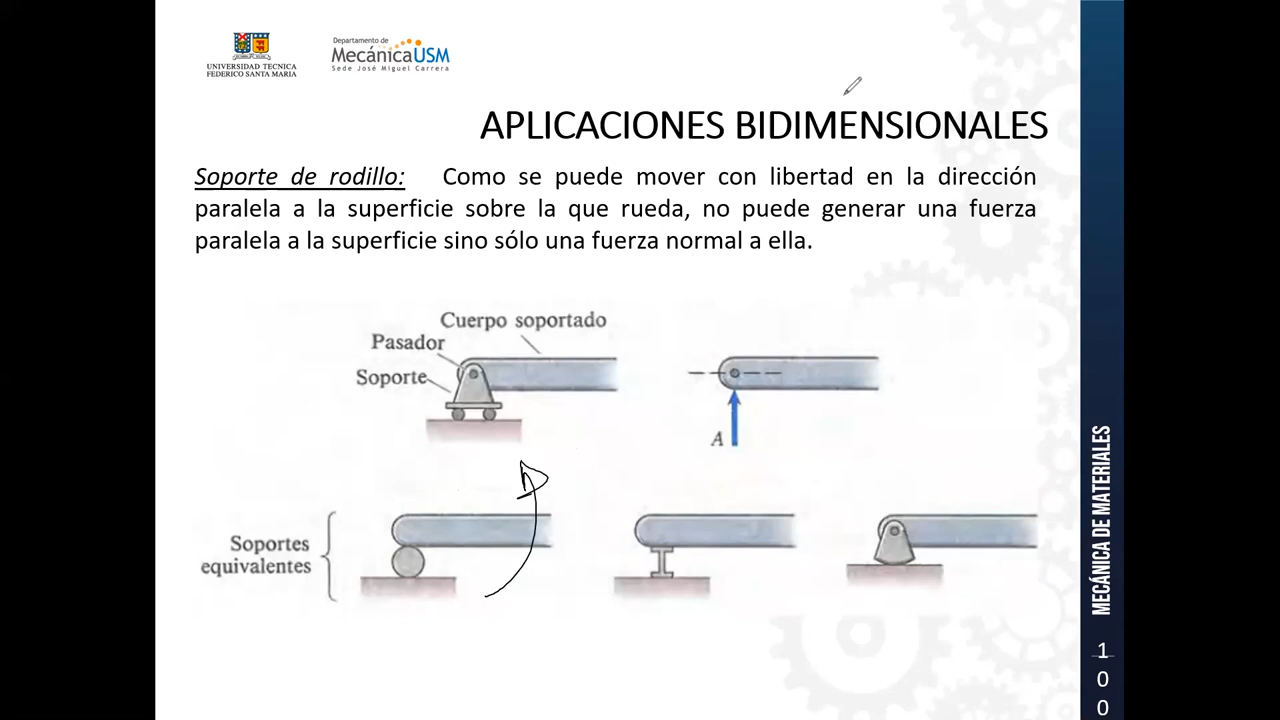 UNIVERSIDAD TECNICA
FEDERICO SANTA MARIA
Departamento de
MecánicaUSM
Sede José Miguel Carrera
APLICACIONES BIDIMENSIONALES
Soporte de rodillo: Como se puede mover con libertad en la dirección
paralela a la superficie sobre la que rueda, no puede generar una fuerza
paralela a la superficie sino sólo una fuerza normal a ella.
Cuerpo soportado
Pasador
Soporte
A
Soportes
equivalentes
MECÁNICA DE MATERIALES
1
0
0